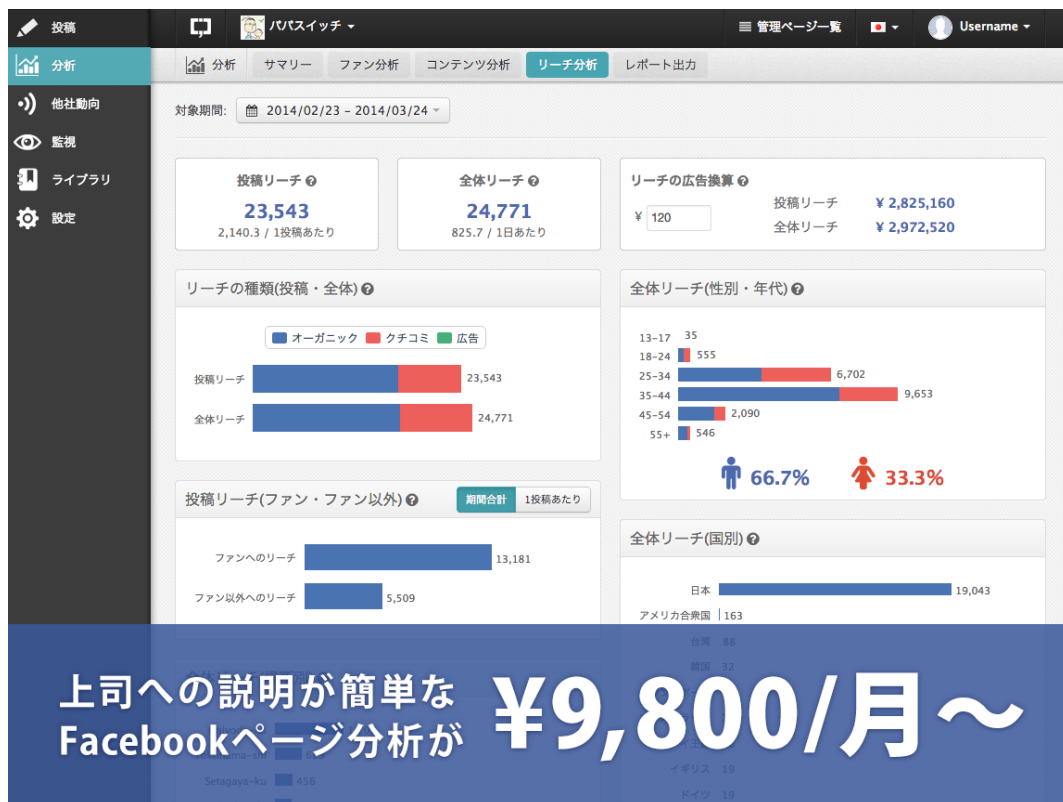 投稿
分析
他社動向
監視
ライブラリ
設定
パパスイッチ
管理ページ一覧
Username
分析 サマリー ファン分析 コンテンツ分析 リーチ分析 レポート出力
対象期間: 2014/02/23 – 2014/03/24
投稿リーチ
23,543
2,140.3 / 1投稿あたり
全体リーチ
24,771
825.7 / 1日あたり
リーチの広告換算
¥ 120
投稿リーチ ¥ 2,825,160
全体リーチ ¥ 2,972,520
リーチの種類(投稿・全体)
オーガニック クチコミ 広告
投稿リーチ 23,543
全体リーチ 24,771
全体リーチ(性別・年代)
13–17 35
18–24 555
25–34 6,702
35–44 9,653
45–54 2,090
55+ 546
66.7% 33.3%
投稿リーチ(ファン・ファン以外)
期間合計 1投稿あたり
ファンへのリーチ 13,181
ファン以外へのリーチ 5,509
全体リーチ(国別)
日本 19,043
アメリカ合衆国 163
台湾 86
韓国 32
イギリス 19
ドイツ 19
Setagaya-ku 456
上司への説明が簡単な
Facebookページ分析が
¥9,800/月〜